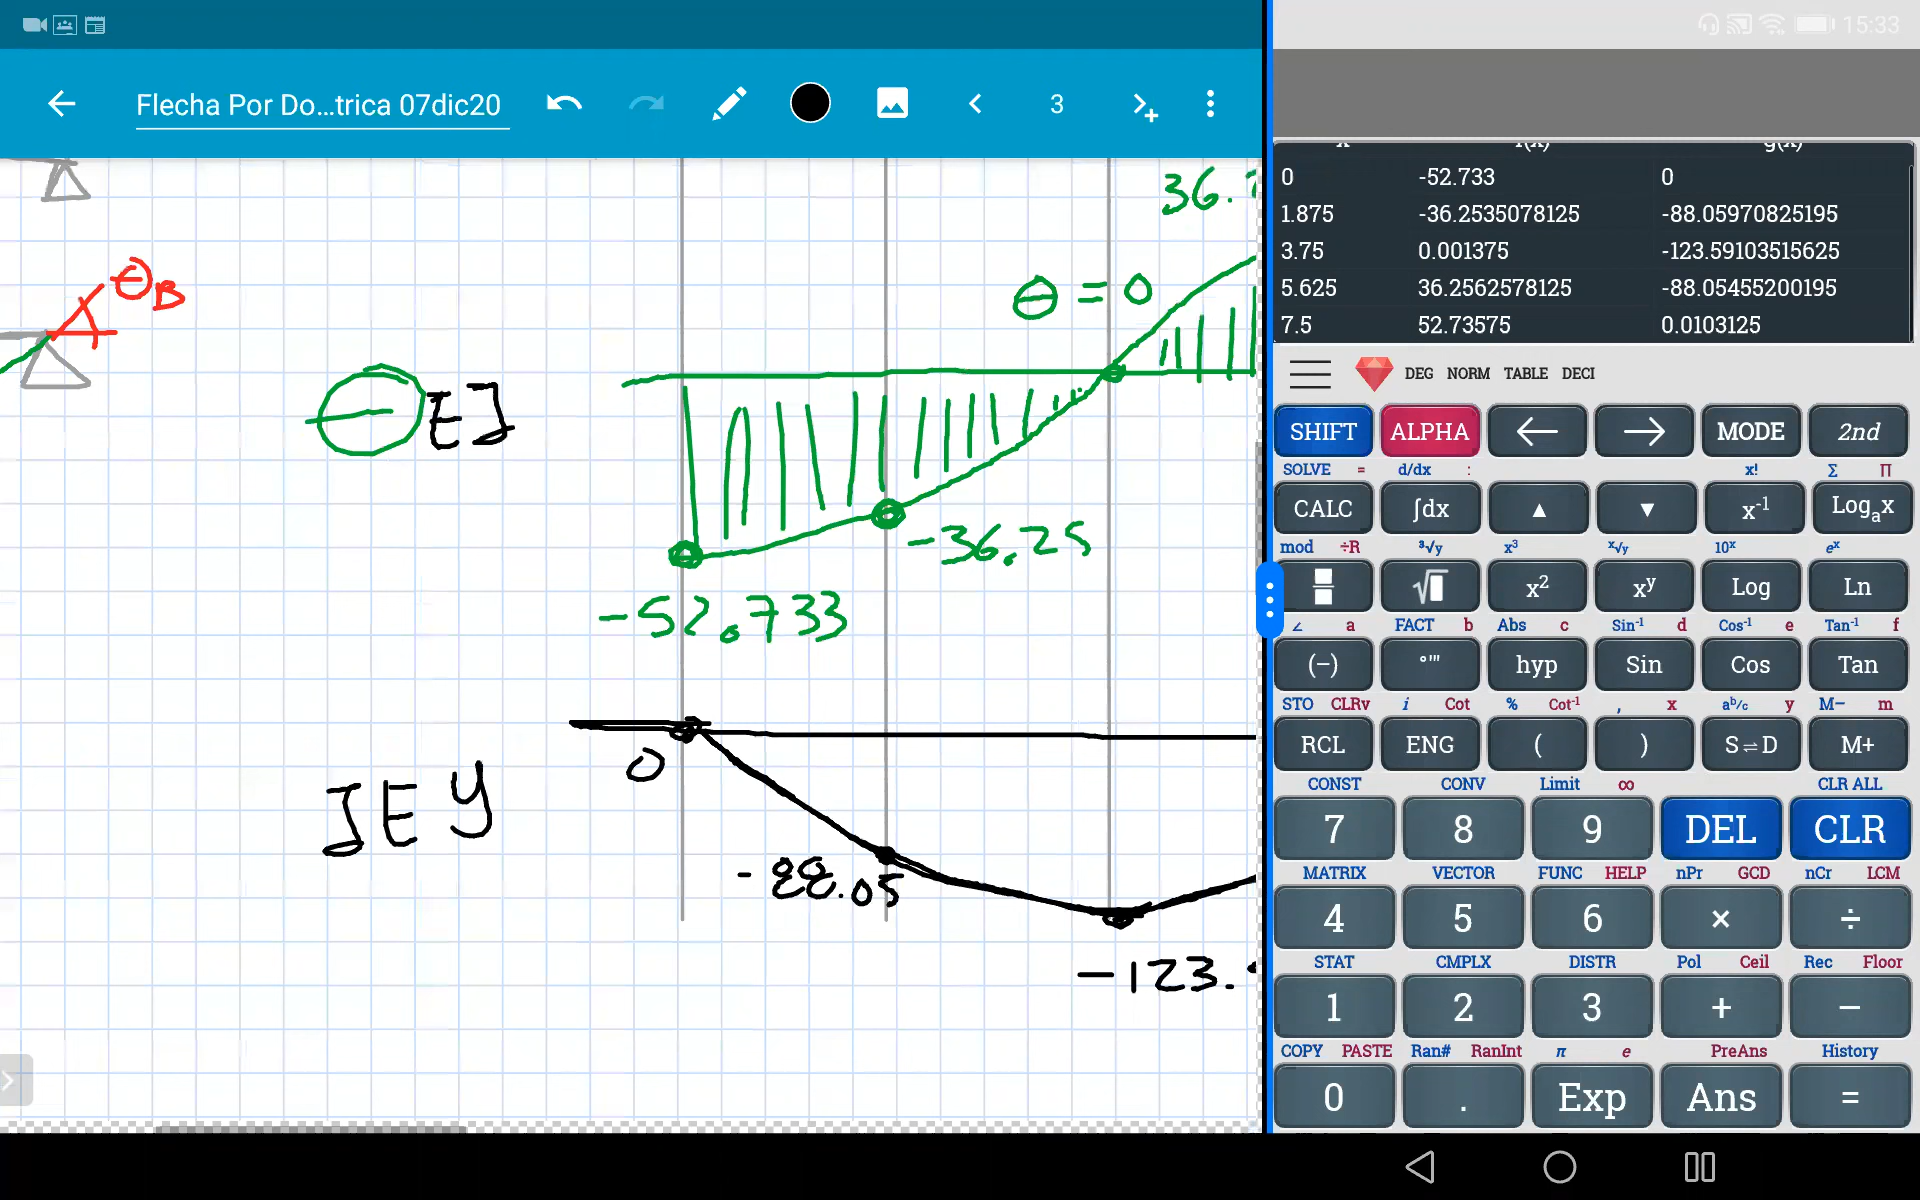 15:33
Flecha Por Do...trica 07dic20
3
x f(x) g(x)
0 -52.733 0
1.875 -36.2535078125 -88.05970825195
3.75 0.001375 -123.59103515625
5.625 36.2562578125 -88.05455200195
7.5 52.73575 0.0103125
36.
θB
θ = 0
θEJ
-36.25
-52.733
0
JEY
-88.05
-123.
DEG NORM TABLE DECI
SHIFT ALPHA ← → MODE 2nd
SOLVE = d/dx : x! Σ Π
CALC ∫dx ▲ ▼ x⁻¹ Logₐx
mod ÷R ³√y x³ ˣ√y 10ˣ eˣ
√ x² xʸ Log Ln
∠ a FACT b Abs c Sin⁻¹ d Cos⁻¹ e Tan⁻¹ f
(−) °''' hyp Sin Cos Tan
STO CLRv i Cot % Cot⁻¹ , x aᵇ/c y M− m
RCL ENG ( ) S⇌D M+
CONST CONV Limit ∞ CLR ALL
7 8 9 DEL CLR
MATRIX VECTOR FUNC HELP nPr GCD nCr LCM
4 5 6 × ÷
STAT CMPLX DISTR Pol Ceil Rec Floor
1 2 3 + −
COPY PASTE Ran# RanInt π e PreAns History
0 . Exp Ans =